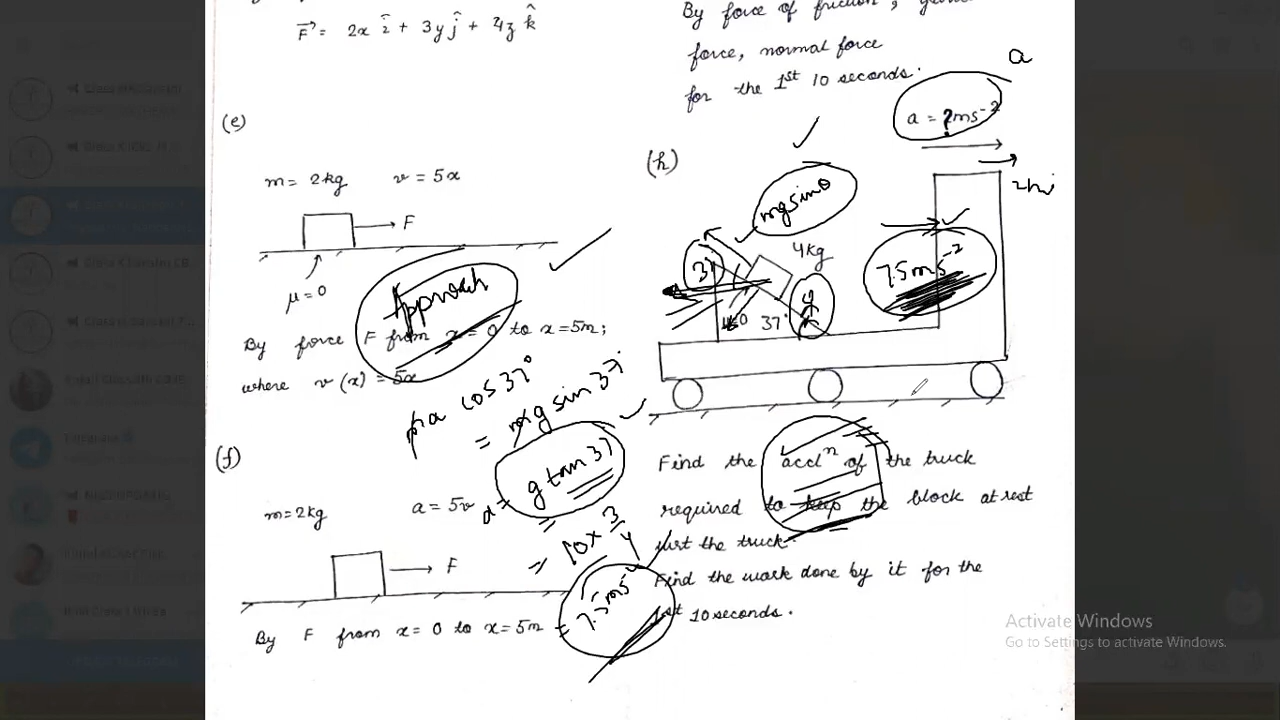 F = 2x i + 3y j + 4z k
By force of friction,
force, normal force
for the 1st 10 seconds.
a
a = ? ms⁻²
(e)
m = 2kg v = 5x
F
μ = 0
Approach
By force F from x = 0 to x = 5m;
where v(x) = 5x
(h)
mg sin θ
4kg
37
7.5 ms⁻²
37°
ma cos 37°
= mg sin 37°
a = g tan 37
= 10 x 3/4
= 7.5 ms⁻²
(f)
m = 2kg a = 5v
F
By F from x = 0 to x = 5m
Find the accln of the truck
required to keep the block at rest
wrt the truck.
Find the work done by it for the
1st 10 seconds.
Activate Windows
Go to Settings to activate Windows.